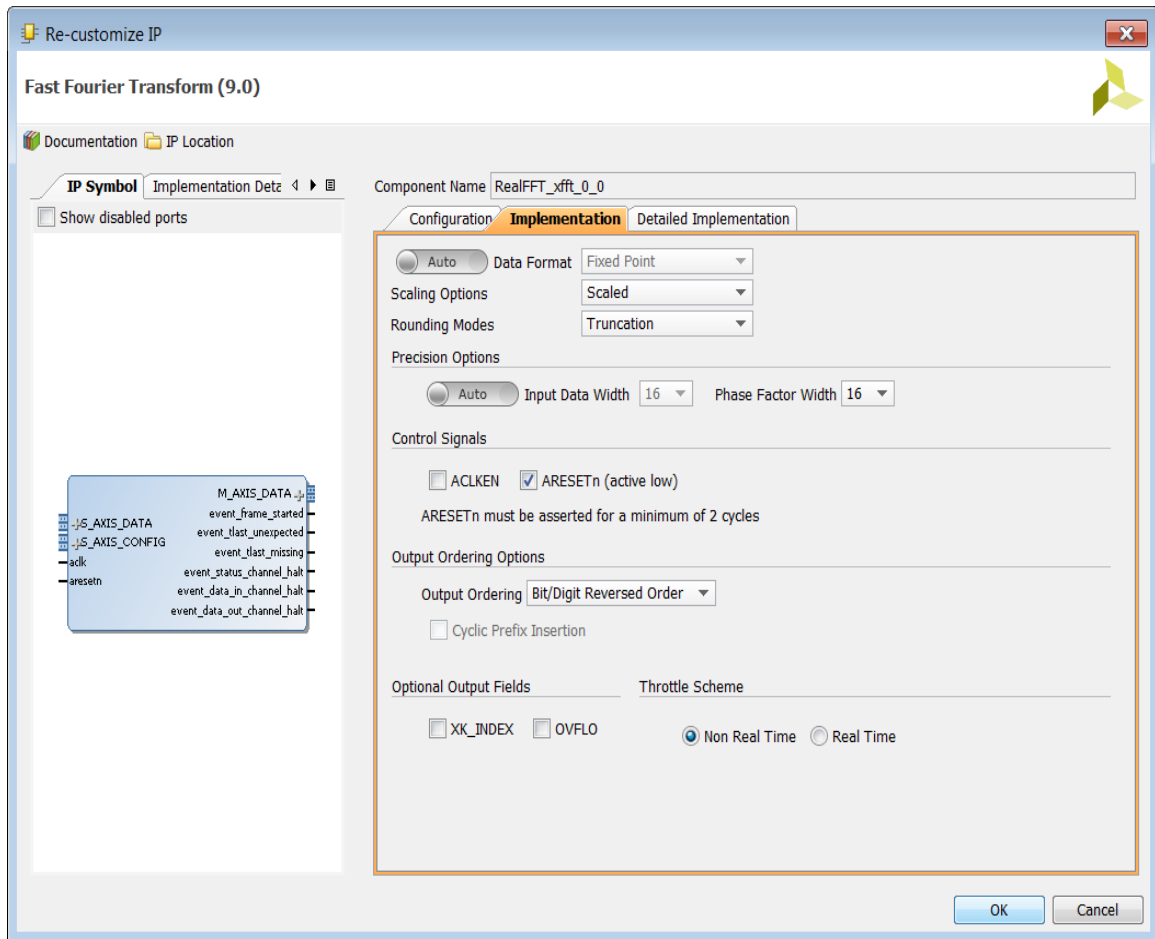 Re-customize IP
Fast Fourier Transform (9.0)
Documentation IP Location
IP Symbol Implementation Deta
Show disabled ports
M_AXIS_DATA
event_frame_started
S_AXIS_DATA
event_tlast_unexpected
S_AXIS_CONFIG
event_tlast_missing
aclk
event_status_channel_halt
aresetn
event_data_in_channel_halt
event_data_out_channel_halt
Component Name RealFFT_xfft_0_0
Configuration Implementation Detailed Implementation
Auto Data Format Fixed Point
Scaling Options Scaled
Rounding Modes Truncation
Precision Options
Auto Input Data Width 16 Phase Factor Width 16
Control Signals
ACLKEN ARESETn (active low)
ARESETn must be asserted for a minimum of 2 cycles
Output Ordering Options
Output Ordering Bit/Digit Reversed Order
Cyclic Prefix Insertion
Optional Output Fields Throttle Scheme
XK_INDEX OVFLO Non Real Time Real Time
OK Cancel